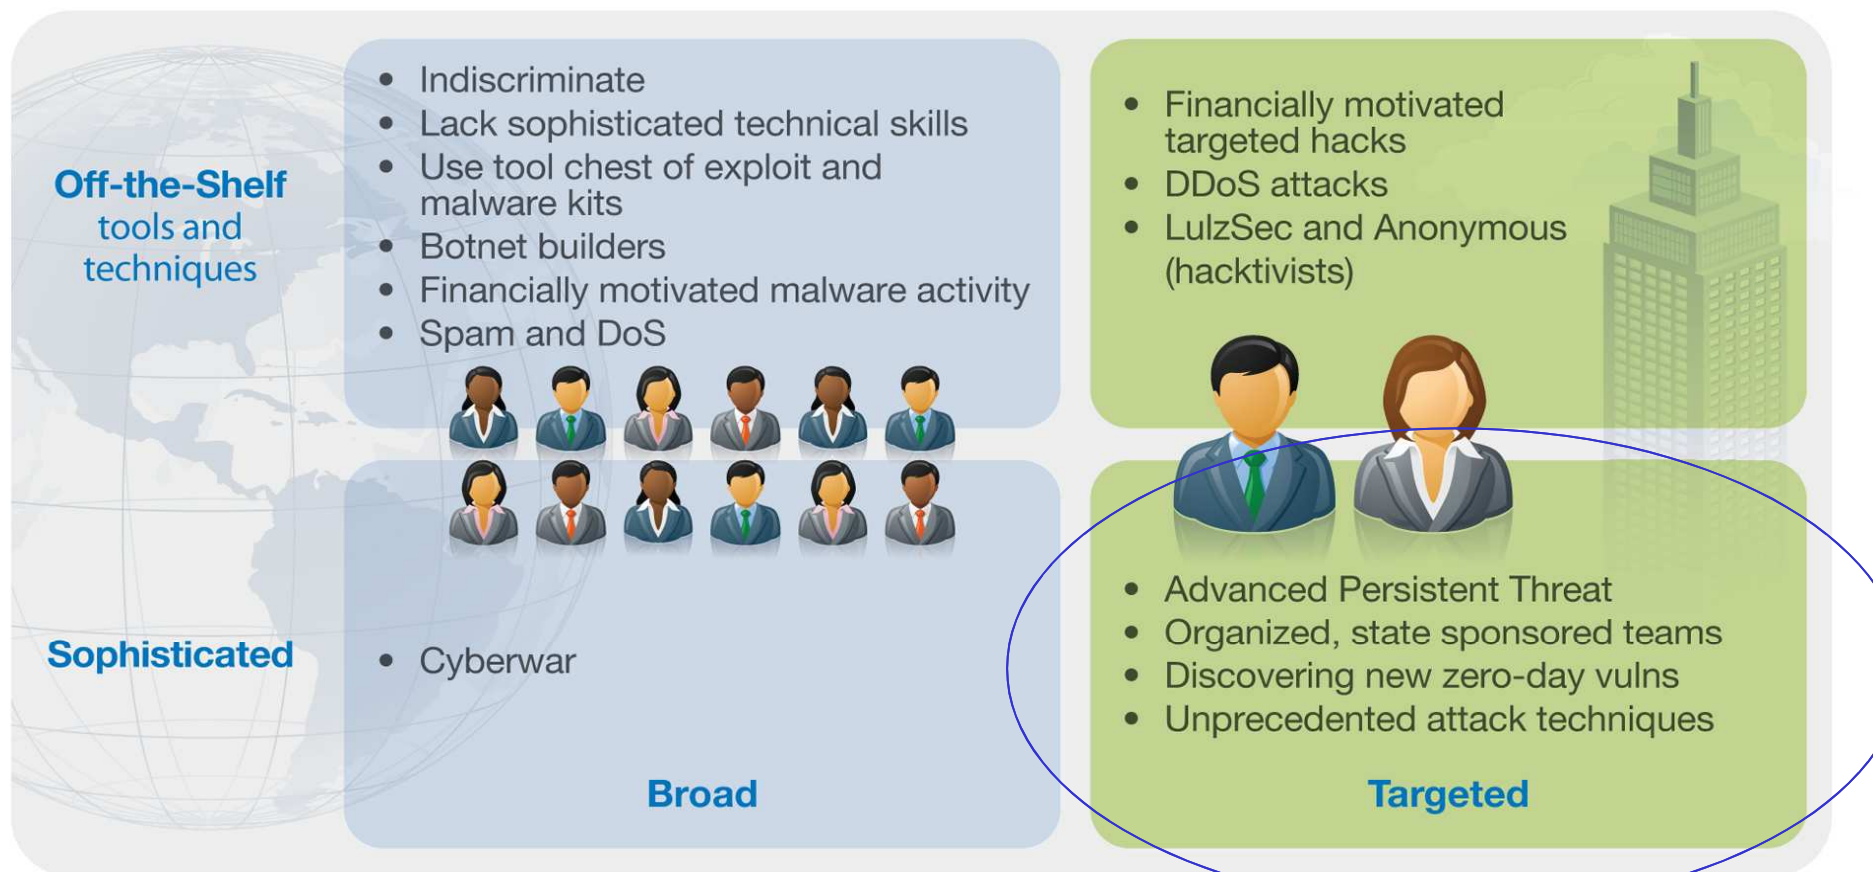 Off-the-Shelf
tools and
techniques
• Indiscriminate
• Lack sophisticated technical skills
• Use tool chest of exploit and
malware kits
• Botnet builders
• Financially motivated malware activity
• Spam and DoS
• Financially motivated
targeted hacks
• DDoS attacks
• LulzSec and Anonymous
(hacktivists)
Sophisticated
• Cyberwar
• Advanced Persistent Threat
• Organized, state sponsored teams
• Discovering new zero-day vulns
• Unprecedented attack techniques
Broad
Targeted